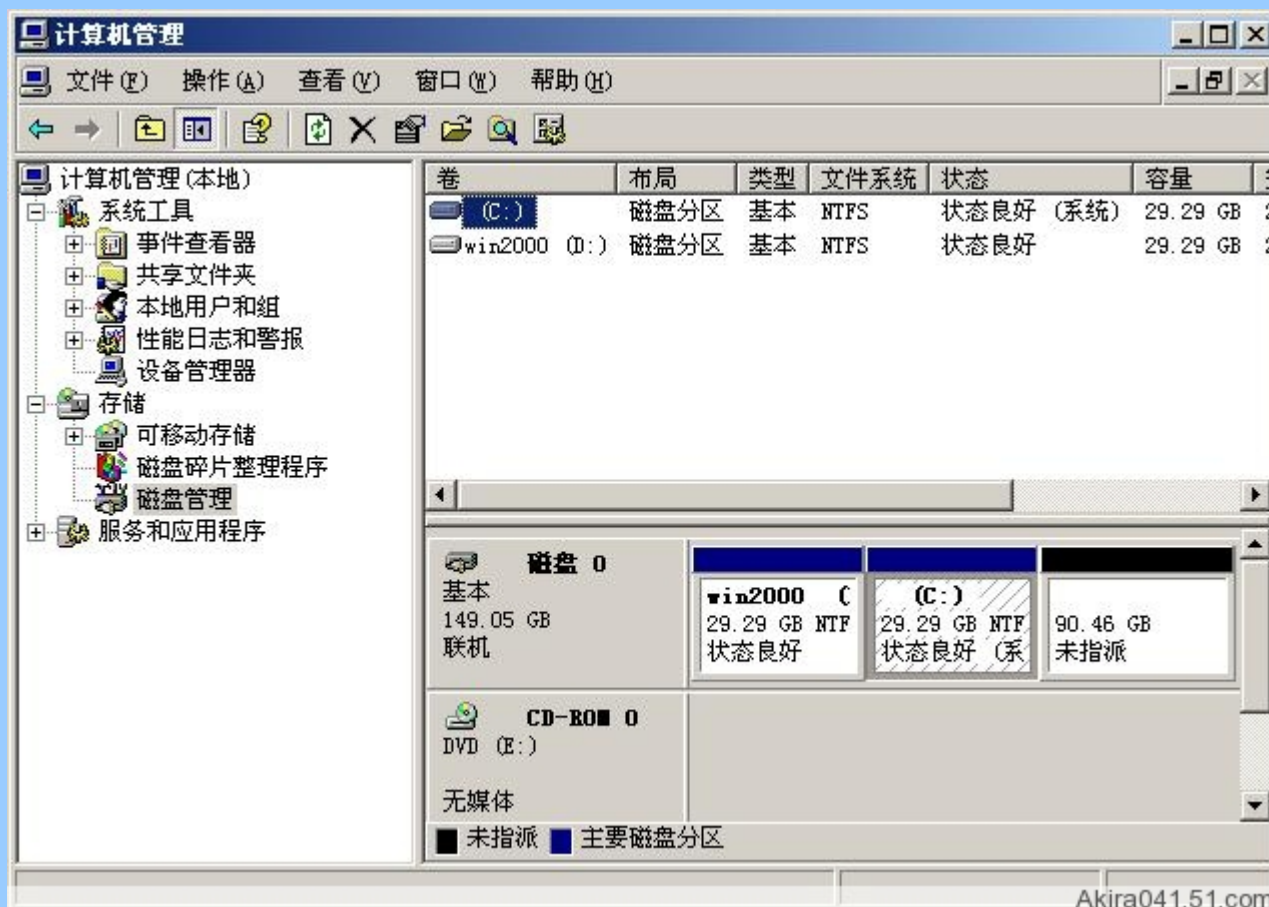 计算机管理
文件(F) 操作(A) 查看(V) 窗口(W) 帮助(H)
计算机管理(本地)
系统工具
事件查看器
共享文件夹
本地用户和组
性能日志和警报
设备管理器
存储
可移动存储
磁盘碎片整理程序
磁盘管理
服务和应用程序
卷 布局 类型 文件系统 状态 容量
(C:) 磁盘分区 基本 NTFS 状态良好 (系统) 29.29 GB
win2000 (D:) 磁盘分区 基本 NTFS 状态良好 29.29 GB
磁盘 0
基本
149.05 GB
联机
win2000 (
29.29 GB NTF
状态良好
(C:)
29.29 GB NTF
状态良好 (系
90.46 GB
未指派
CD-ROM 0
DVD (E:)
无媒体
未指派 主要磁盘分区
Akira041.51.com